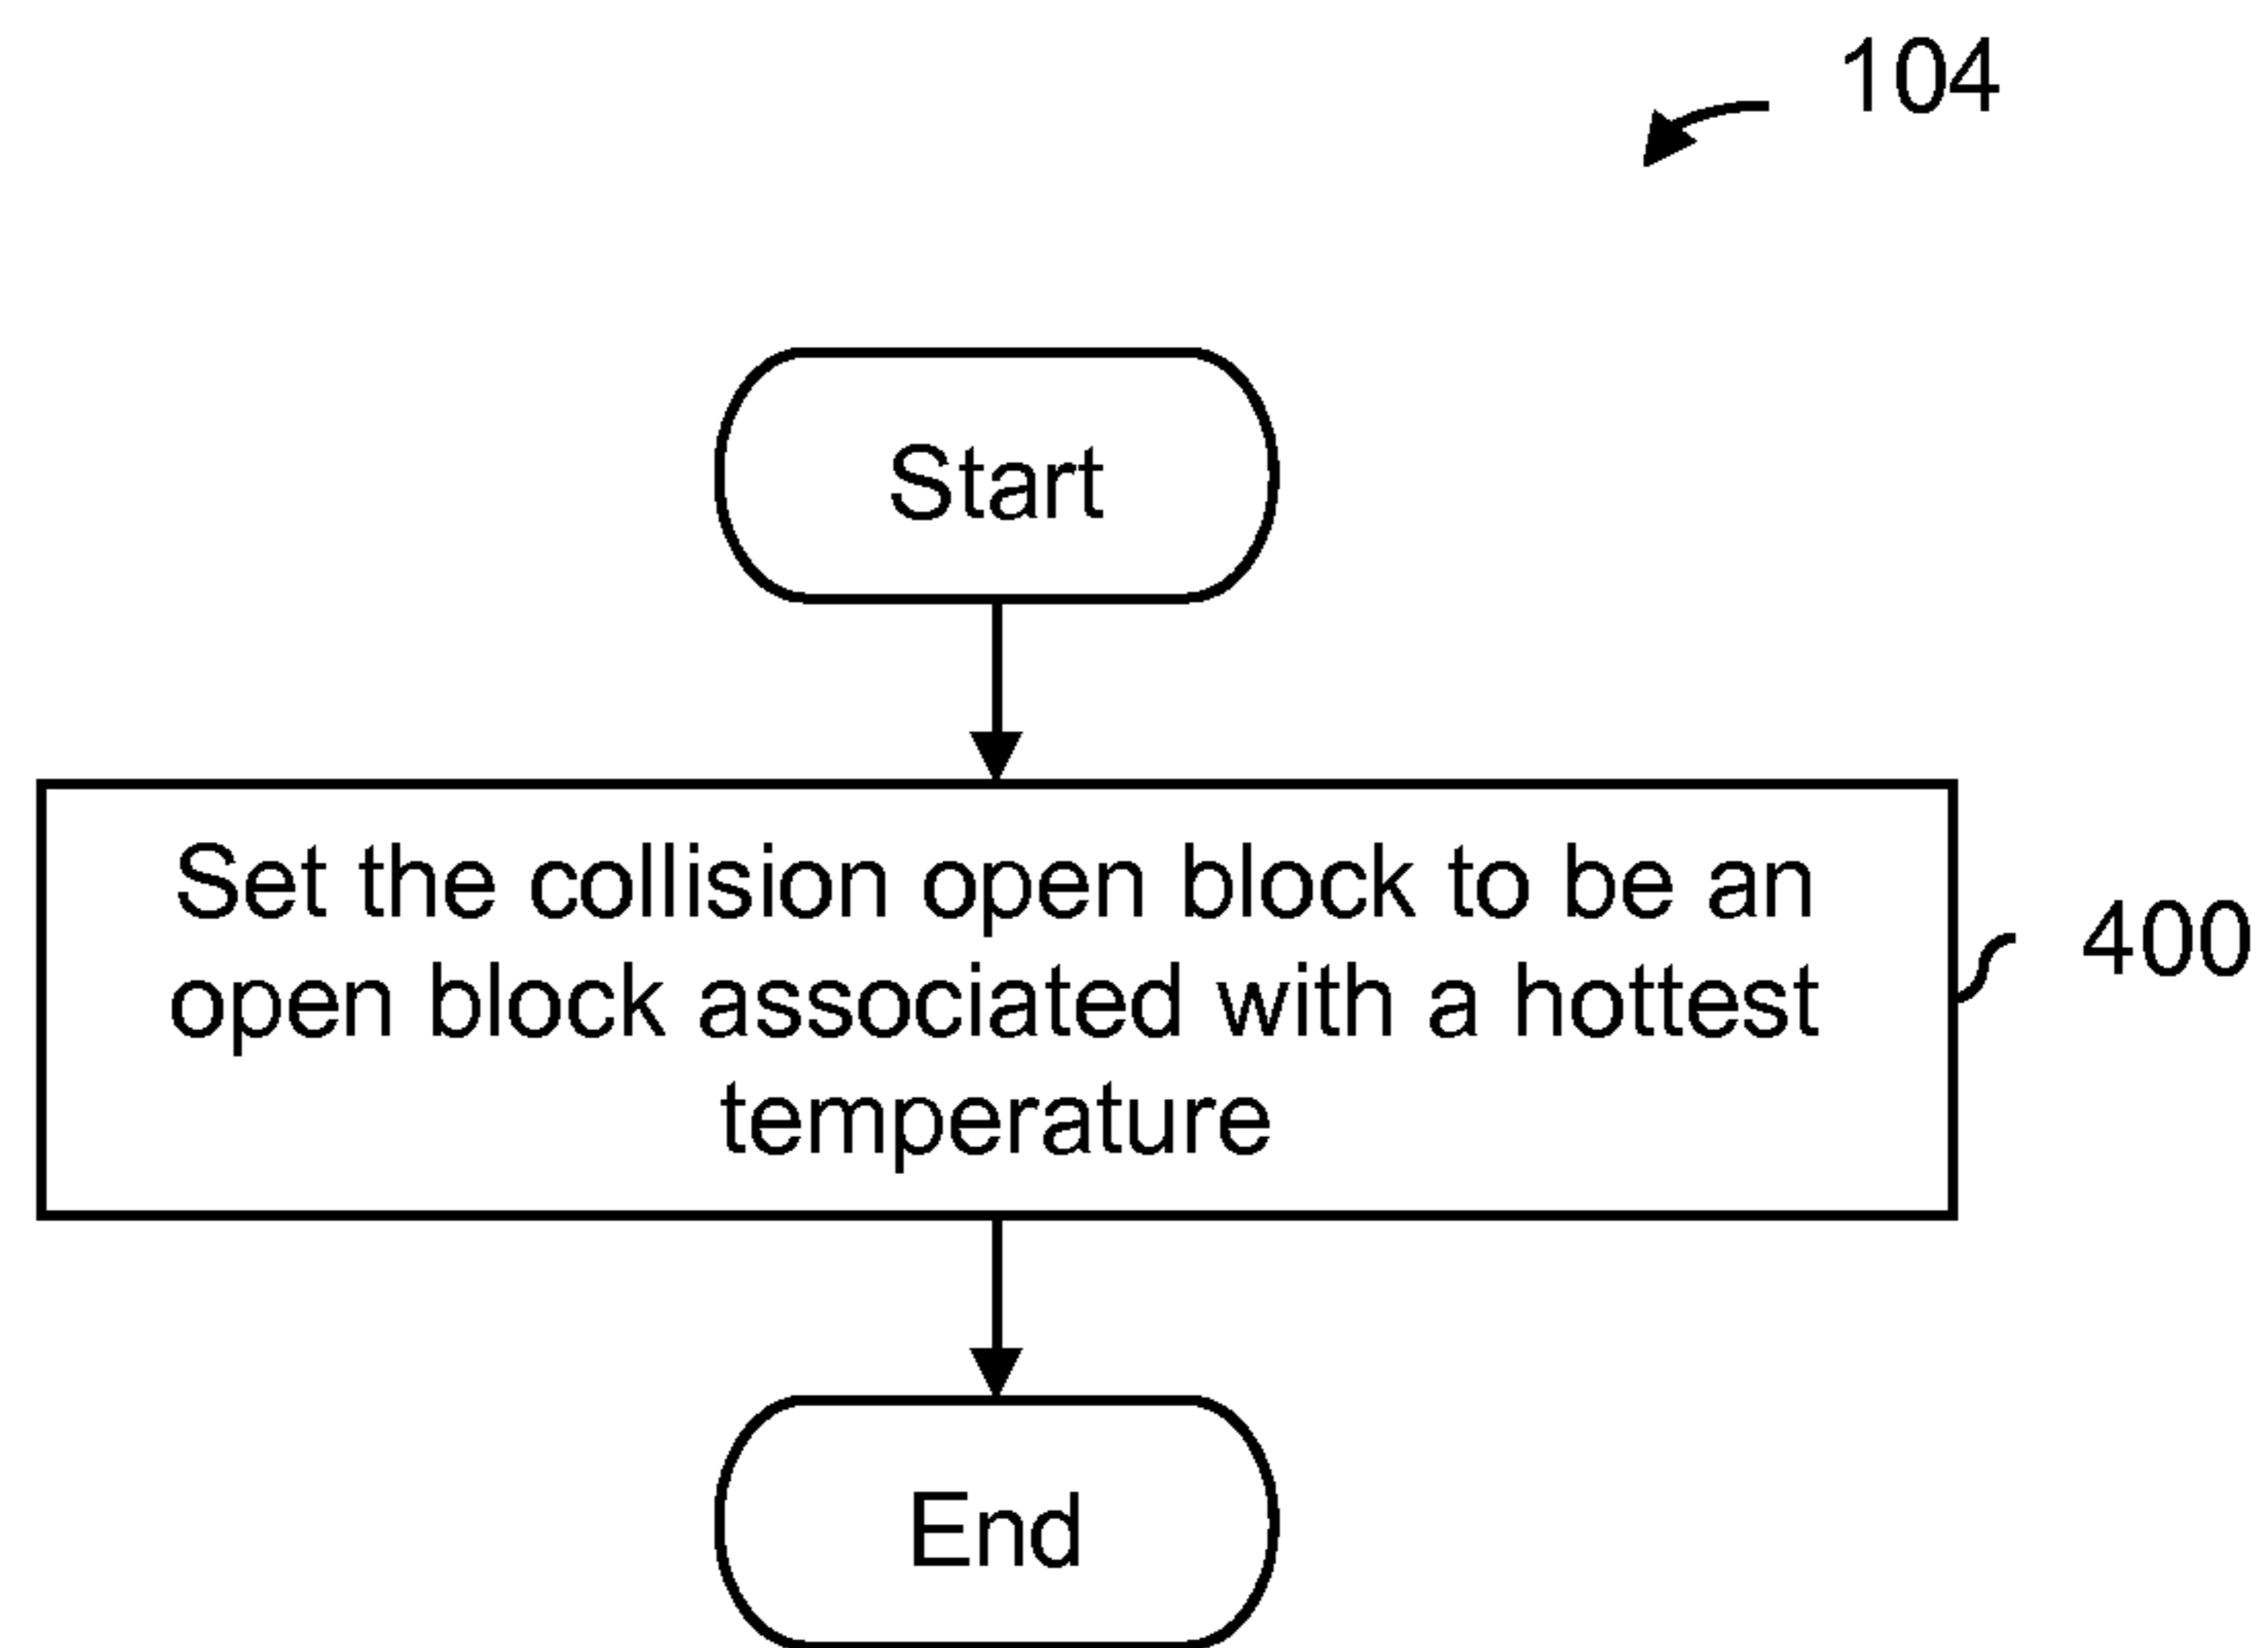 104
Start
Set the collision open block to be an
open block associated with a hottest
temperature
400
End